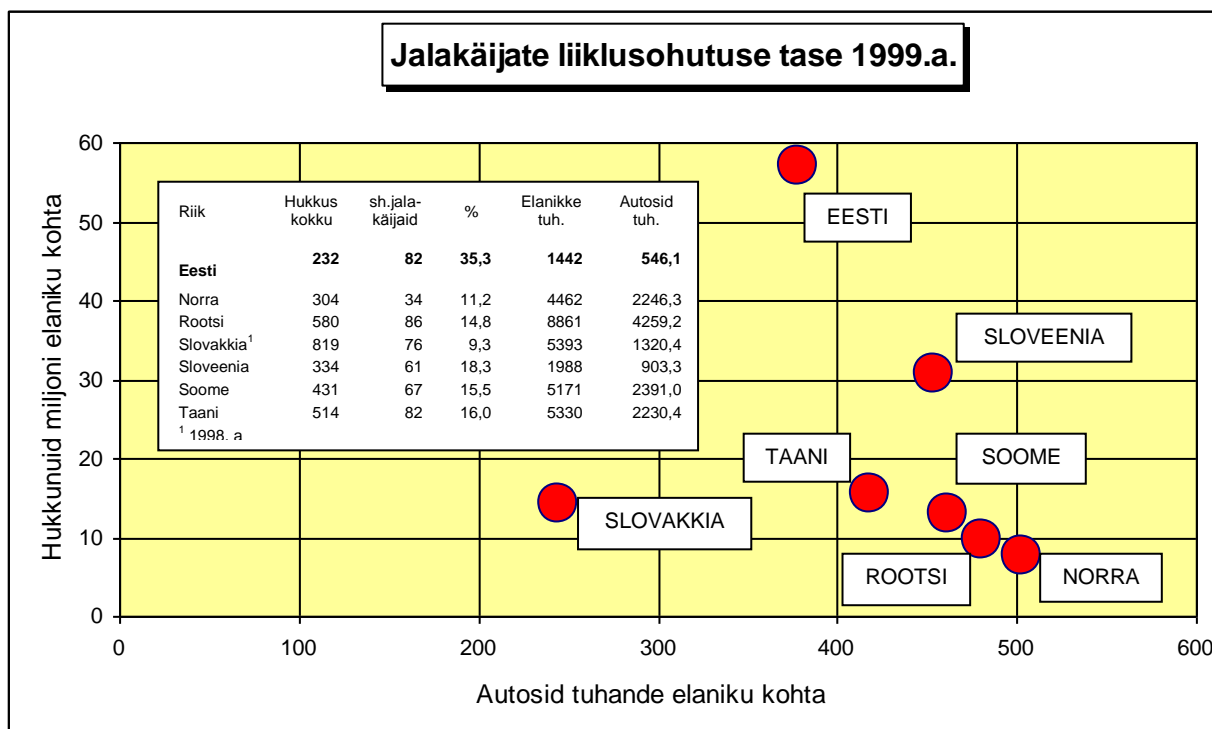 Jalakäijate liiklusohutuse tase 1999.a.
Hukkunuid miljoni elaniku kohta
60
50
40
30
20
10
0
Riik Hukkus kokku sh.jala-käijaid % Elanikke tuh. Autosid tuh.
Eesti 232 82 35,3 1442 546,1
Norra 304 34 11,2 4462 2246,3
Rootsi 580 86 14,8 8861 4259,2
Slovakkia¹ 819 76 9,3 5393 1320,4
Sloveenia 334 61 18,3 1988 903,3
Soome 431 67 15,5 5171 2391,0
Taani 514 82 16,0 5330 2230,4
¹ 1998. a
EESTI
SLOVEENIA
TAANI
SOOME
SLOVAKKIA
ROOTSI
NORRA
0 100 200 300 400 500 600
Autosid tuhande elaniku kohta